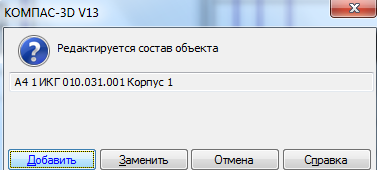 КОМПАС-3D V13
Редактируется состав объекта
А4 1 ИКГ 010.031.001 Корпус 1
Добавить Заменить Отмена Справка